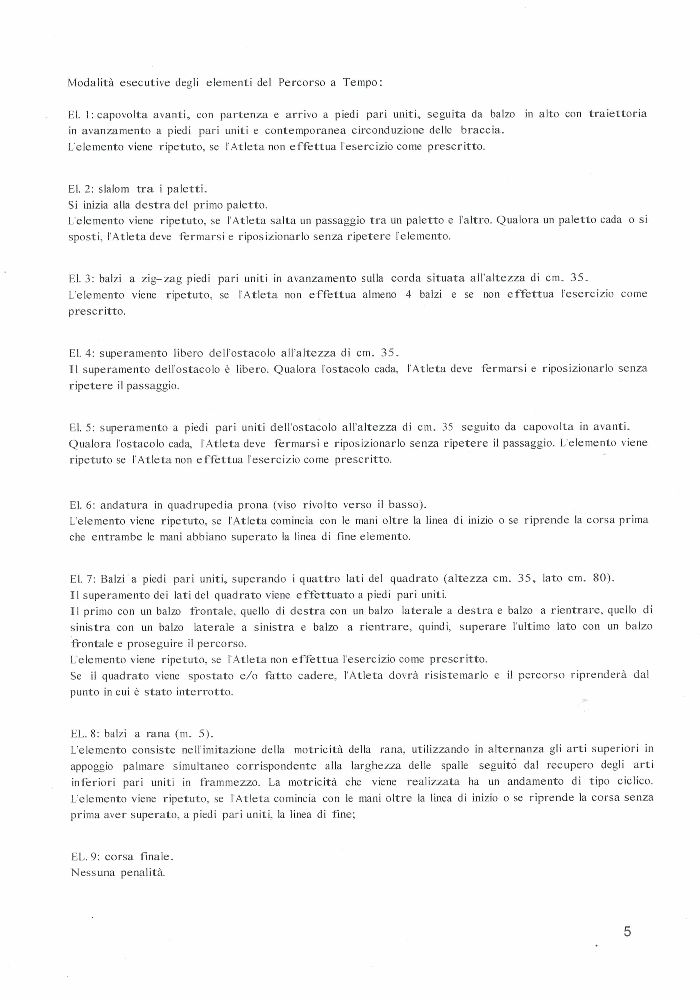 Modalità esecutive degli elementi del Percorso a Tempo:
El. 1: capovolta avanti, con partenza e arrivo a piedi pari uniti, seguita da balzo in alto con traiettoria
in avanzamento a piedi pari uniti e contemporanea circonduzione delle braccia.
L'elemento viene ripetuto, se l'Atleta non effettua l'esercizio come prescritto.
El. 2: slalom tra i paletti.
Si inizia alla destra del primo paletto.
L'elemento viene ripetuto, se l'Atleta salta un passaggio tra un paletto e l'altro. Qualora un paletto cada o si
sposti, l'Atleta deve fermarsi e riposizionarlo senza ripetere l'elemento.
El. 3: balzi a zig-zag piedi pari uniti in avanzamento sulla corda situata all'altezza di cm. 35.
L'elemento viene ripetuto, se l'Atleta non effettua almeno 4 balzi e se non effettua l'esercizio come
prescritto.
El. 4: superamento libero dell'ostacolo all'altezza di cm. 35.
Il superamento dell'ostacolo è libero. Qualora l'ostacolo cada, l'Atleta deve fermarsi e riposizionarlo senza
ripetere il passaggio.
El. 5: superamento a piedi pari uniti dell'ostacolo all'altezza di cm. 35 seguito da capovolta in avanti.
Qualora l'ostacolo cada, l'Atleta deve fermarsi e riposizionarlo senza ripetere il passaggio. L'elemento viene
ripetuto se l'Atleta non effettua l'esercizio come prescritto.
El. 6: andatura in quadrupedia prona (viso rivolto verso il basso).
L'elemento viene ripetuto, se l'Atleta comincia con le mani oltre la linea di inizio o se riprende la corsa prima
che entrambe le mani abbiano superato la linea di fine elemento.
El. 7: Balzi a piedi pari uniti, superando i quattro lati del quadrato (altezza cm. 35, lato cm. 80).
Il superamento dei lati del quadrato viene effettuato a piedi pari uniti.
Il primo con un balzo frontale, quello di destra con un balzo laterale a destra e balzo a rientrare, quello di
sinistra con un balzo laterale a sinistra e balzo a rientrare, quindi, superare l'ultimo lato con un balzo
frontale e proseguire il percorso.
L'elemento viene ripetuto, se l'Atleta non effettua l'esercizio come prescritto.
Se il quadrato viene spostato e/o fatto cadere, l'Atleta dovrà risistemarlo e il percorso riprenderà dal
punto in cui è stato interrotto.
EL. 8: balzi a rana (m. 5).
L'elemento consiste nell'imitazione della motricità della rana, utilizzando in alternanza gli arti superiori in
appoggio palmare simultaneo corrispondente alla larghezza delle spalle seguito dal recupero degli arti
inferiori pari uniti in frammezzo. La motricità che viene realizzata ha un andamento di tipo ciclico.
L'elemento viene ripetuto, se l'Atleta comincia con le mani oltre la linea di inizio o se riprende la corsa senza
prima aver superato, a piedi pari uniti, la linea di fine;
EL. 9: corsa finale.
Nessuna penalità.
5